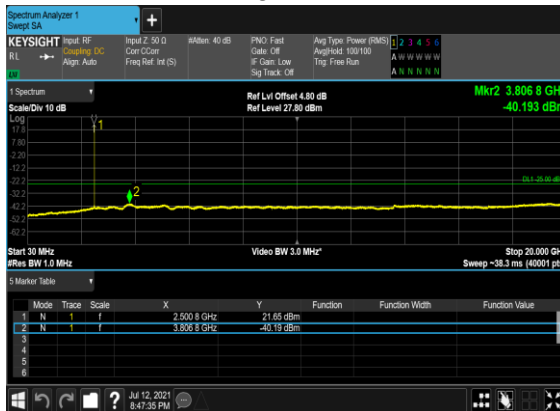 Spectrum Analyzer 1
Swept SA
+
KEYSIGHT Input: RF Input Z: 50 Ω #Atten: 40 dB PNO: Fast Avg Type: Power (RMS) 1 2 3 4 5 6
RL Coupling: DC Corr CCorr Gate: Off Avg|Hold: 100/100 A W W W W W
Align: Auto Freq Ref: Int (S) IF Gain: Low Trig: Free Run
Sig Track: Off A N N N N N
1 Spectrum Ref Lvl Offset 4.80 dB Mkr2 3.806 8 GH
Scale/Div 10 dB Ref Level 27.80 dBm -40.193 dBr
Log
17.8
7.80
-2.20
-12.2
-22.2
-32.2
-42.2
-52.2
-62.2
1
2
DL1 -25.00 dB
Start 30 MHz Video BW 3.0 MHz* Stop 20.000 GH
#Res BW 1.0 MHz Sweep ~38.3 ms (40001 pt
5 Marker Table
Mode Trace Scale X Y Function Function Width Function Value
1 N 1 f 2.500 8 GHz 21.65 dBm
2 N 1 f 3.806 8 GHz -40.19 dBm
3
4
5
6
? Jul 12, 2021
8:47:35 PM